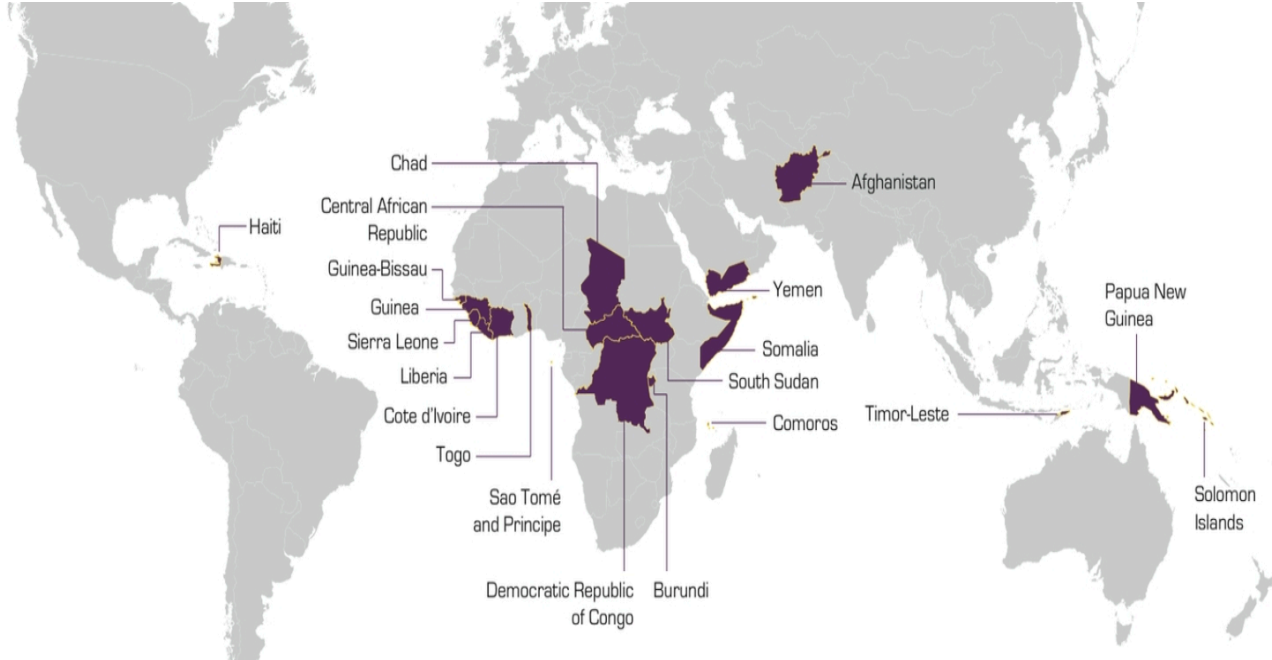 Chad
Afghanistan
Central African
Republic
Haiti
Guinea-Bissau
Yemen
Papua New
Guinea
Guinea
Sierra Leone
Somalia
Liberia
South Sudan
Cote d'Ivoire
Comoros
Timor-Leste
Togo
Sao Tomé
and Principe
Solomon
Islands
Democratic Republic
of Congo
Burundi